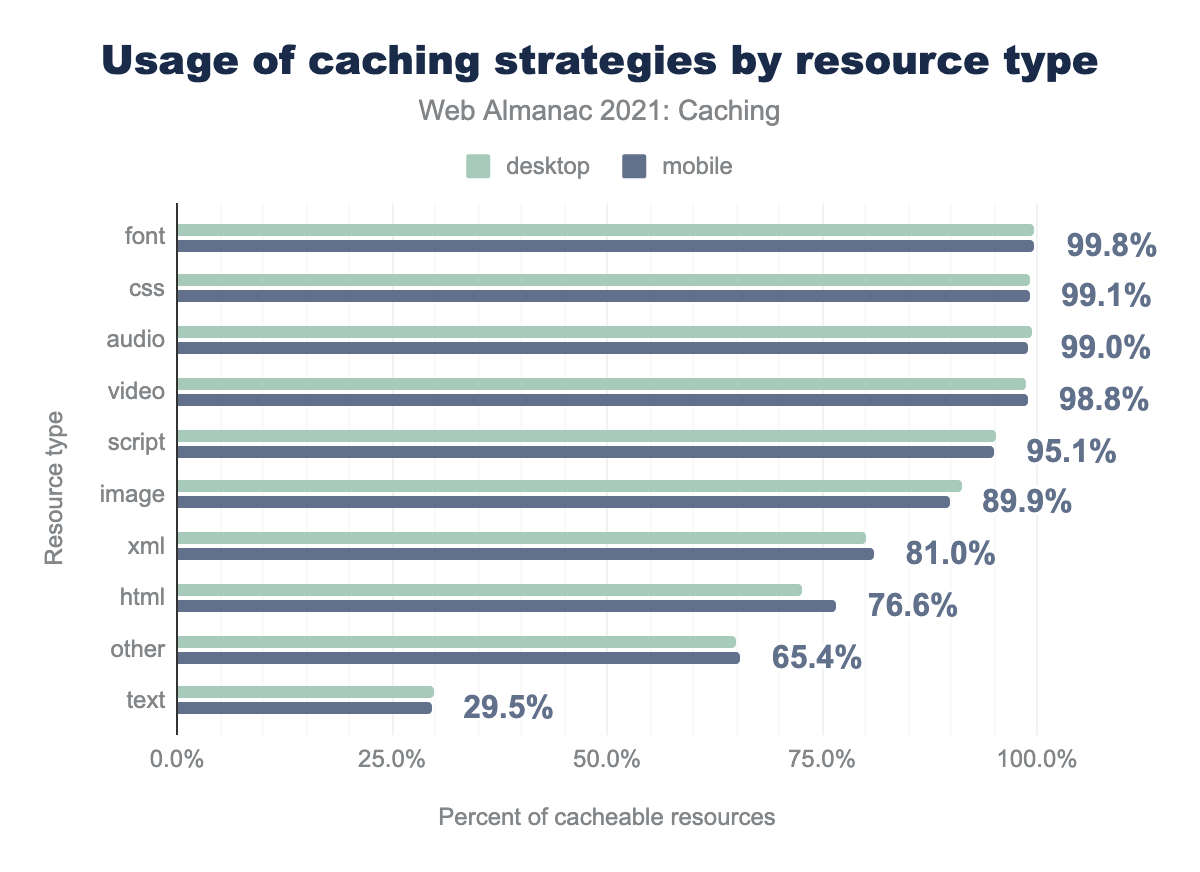 Usage of caching strategies by resource type
Web Almanac 2021: Caching
desktop
mobile
Resource type
font
99.8%
css
99.1%
audio
99.0%
video
98.8%
script
95.1%
image
89.9%
xml
81.0%
html
76.6%
other
65.4%
text
29.5%
0.0%
25.0%
50.0%
75.0%
100.0%
Percent of cacheable resources